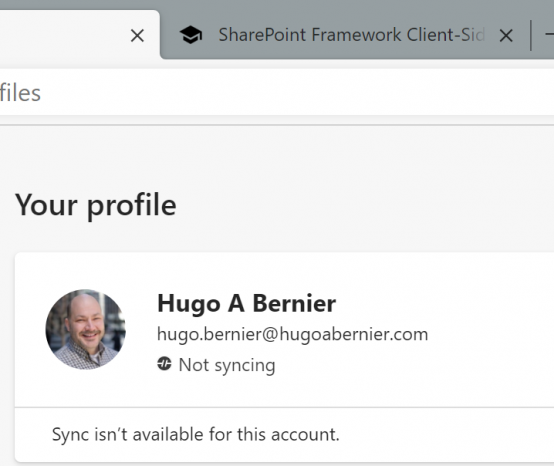 SharePoint Framework Client-Sid
files
Your profile
Hugo A Bernier
hugo.bernier@hugoabernier.com
Not syncing
Sync isn't available for this account.